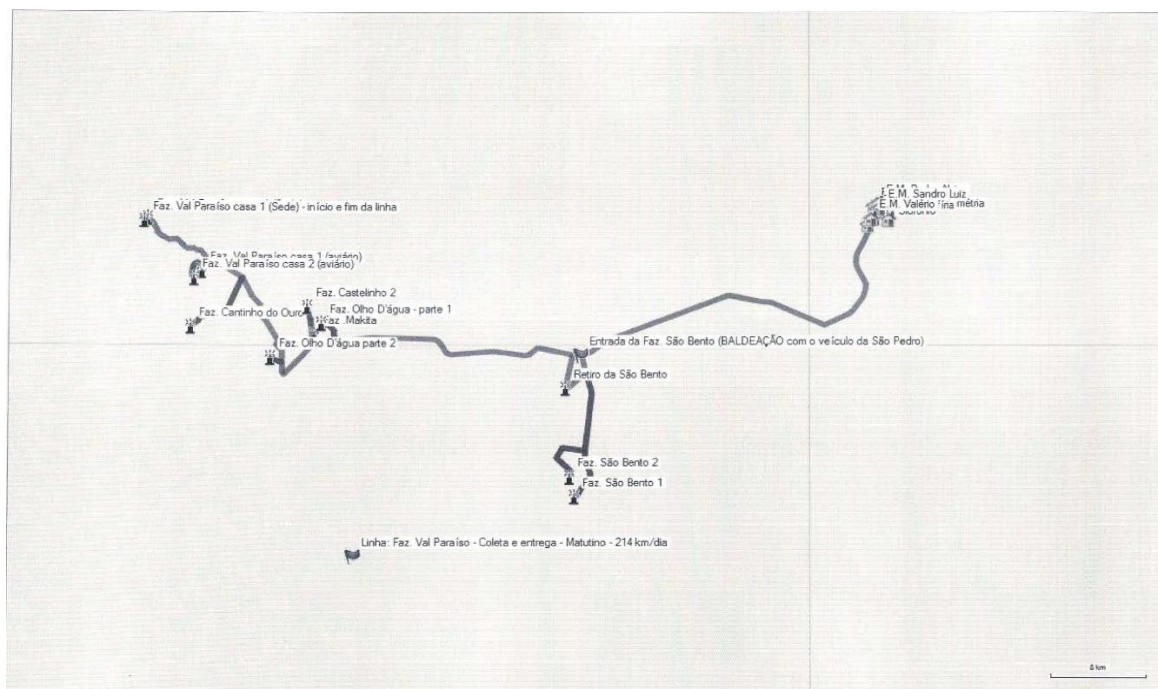 E.M. Sandro Luiz
E.M. Valério
métria
Faz. Val Paraíso casa 1 (Sede) - início e fim da linha
Faz. Val Paraíso casa 1 (aviário)
Faz. Val Paraíso casa 2 (aviário)
Faz. Castelinho 2
Faz. Cantinho do Ouro
Faz. Olho D'água - parte 1
Faz .Makita
Entrada da Faz. São Bento (BALDEAÇÃO com o veículo da São Pedro)
Faz. Olho D'água parte 2
Retiro da São Bento
Faz. São Bento 2
Faz. São Bento 1
Linha: Faz. Val Paraíso - Coleta e entrega - Matutino - 214 km/dia
8 km